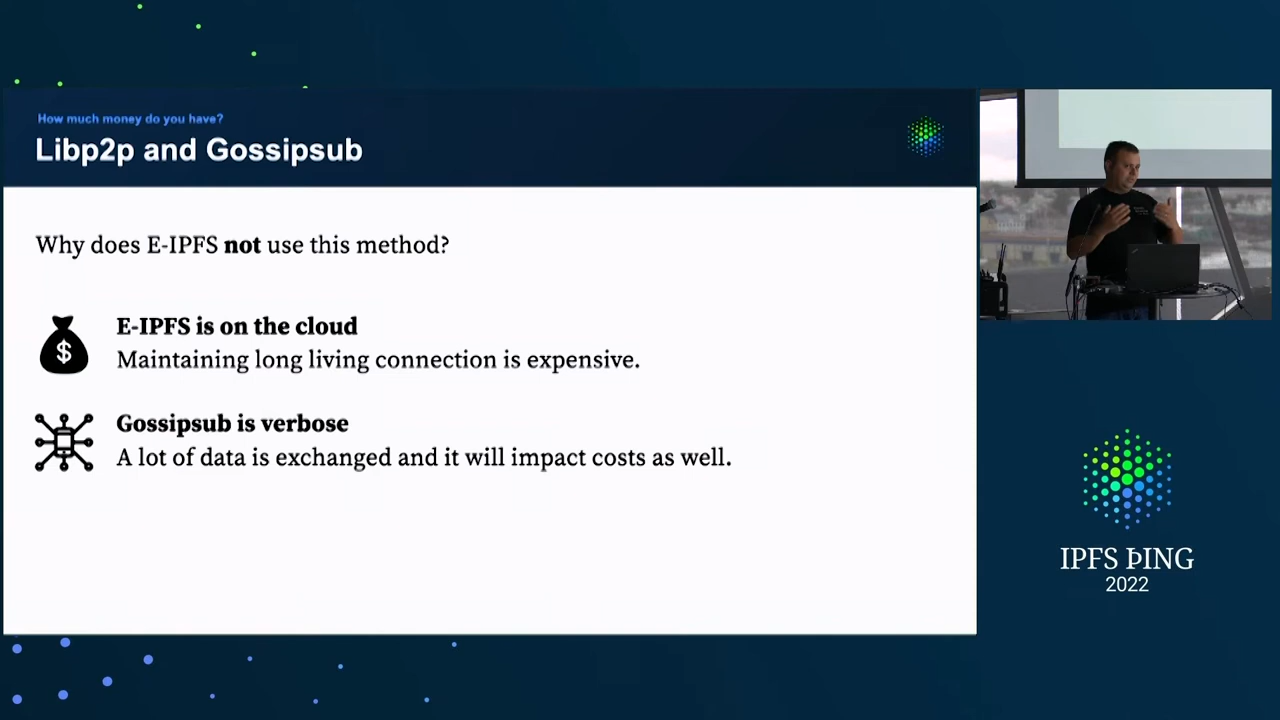 How much money do you have?
Libp2p and Gossipsub
Why does E-IPFS not use this method?
E-IPFS is on the cloud
Maintaining long living connection is expensive.
Gossipsub is verbose
A lot of data is exchanged and it will impact costs as well.
IPFS ÞING
2022